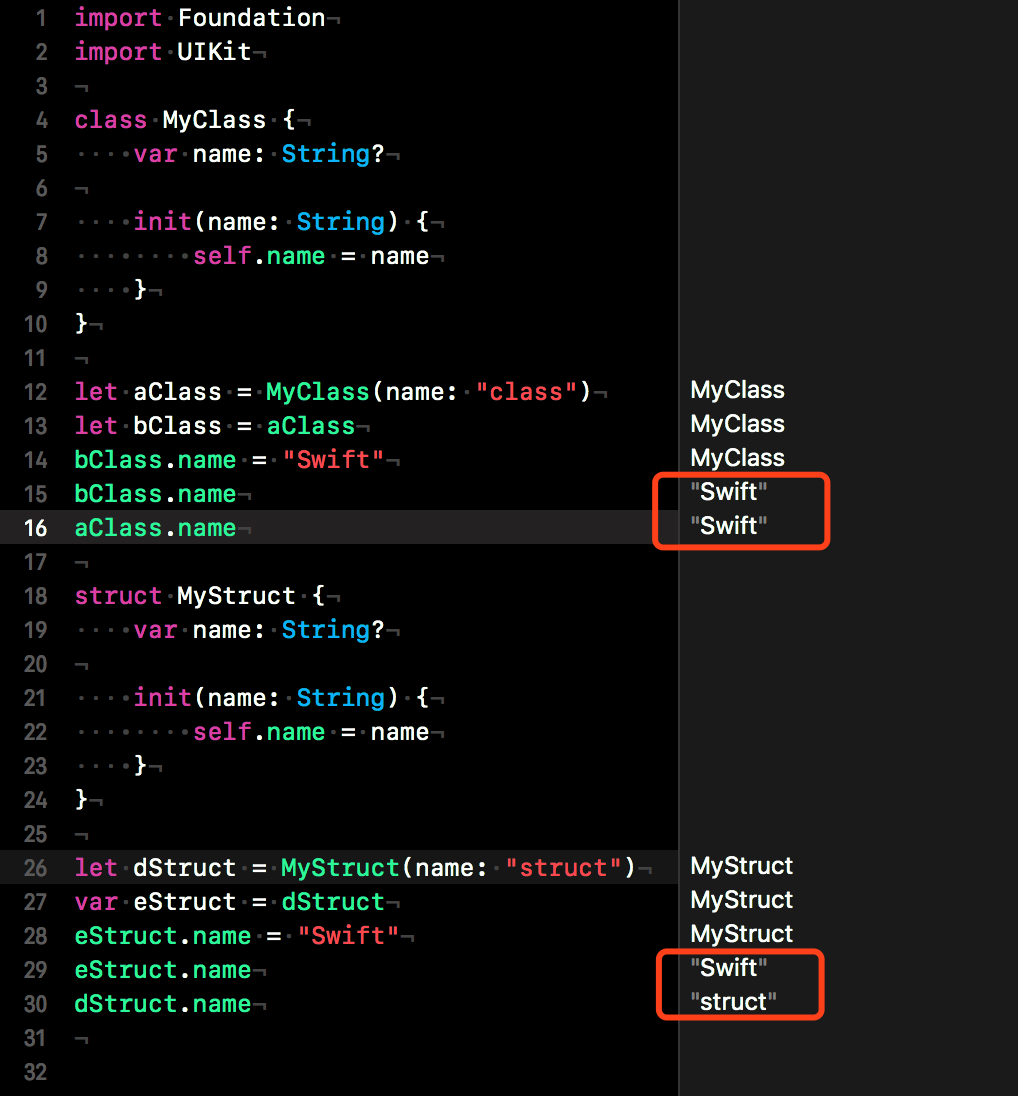 1 import Foundation¬
2 import UIKit¬
3 ¬
4 class MyClass {¬
5 ····var name: String?¬
6 ¬
7 ····init(name: String) {¬
8 ········self.name = name¬
9 ····}¬
10 }¬
11 ¬
12 let aClass = MyClass(name: "class")¬ MyClass
13 let bClass = aClass¬ MyClass
14 bClass.name = "Swift"¬ MyClass
15 bClass.name¬ "Swift"
16 aClass.name¬ "Swift"
17 ¬
18 struct MyStruct {¬
19 ····var name: String?¬
20 ¬
21 ····init(name: String) {¬
22 ········self.name = name¬
23 ····}¬
24 }¬
25 ¬
26 let dStruct = MyStruct(name: "struct")¬ MyStruct
27 var eStruct = dStruct¬ MyStruct
28 eStruct.name = "Swift"¬ MyStruct
29 eStruct.name¬ "Swift"
30 dStruct.name¬ "struct"
31 ¬
32